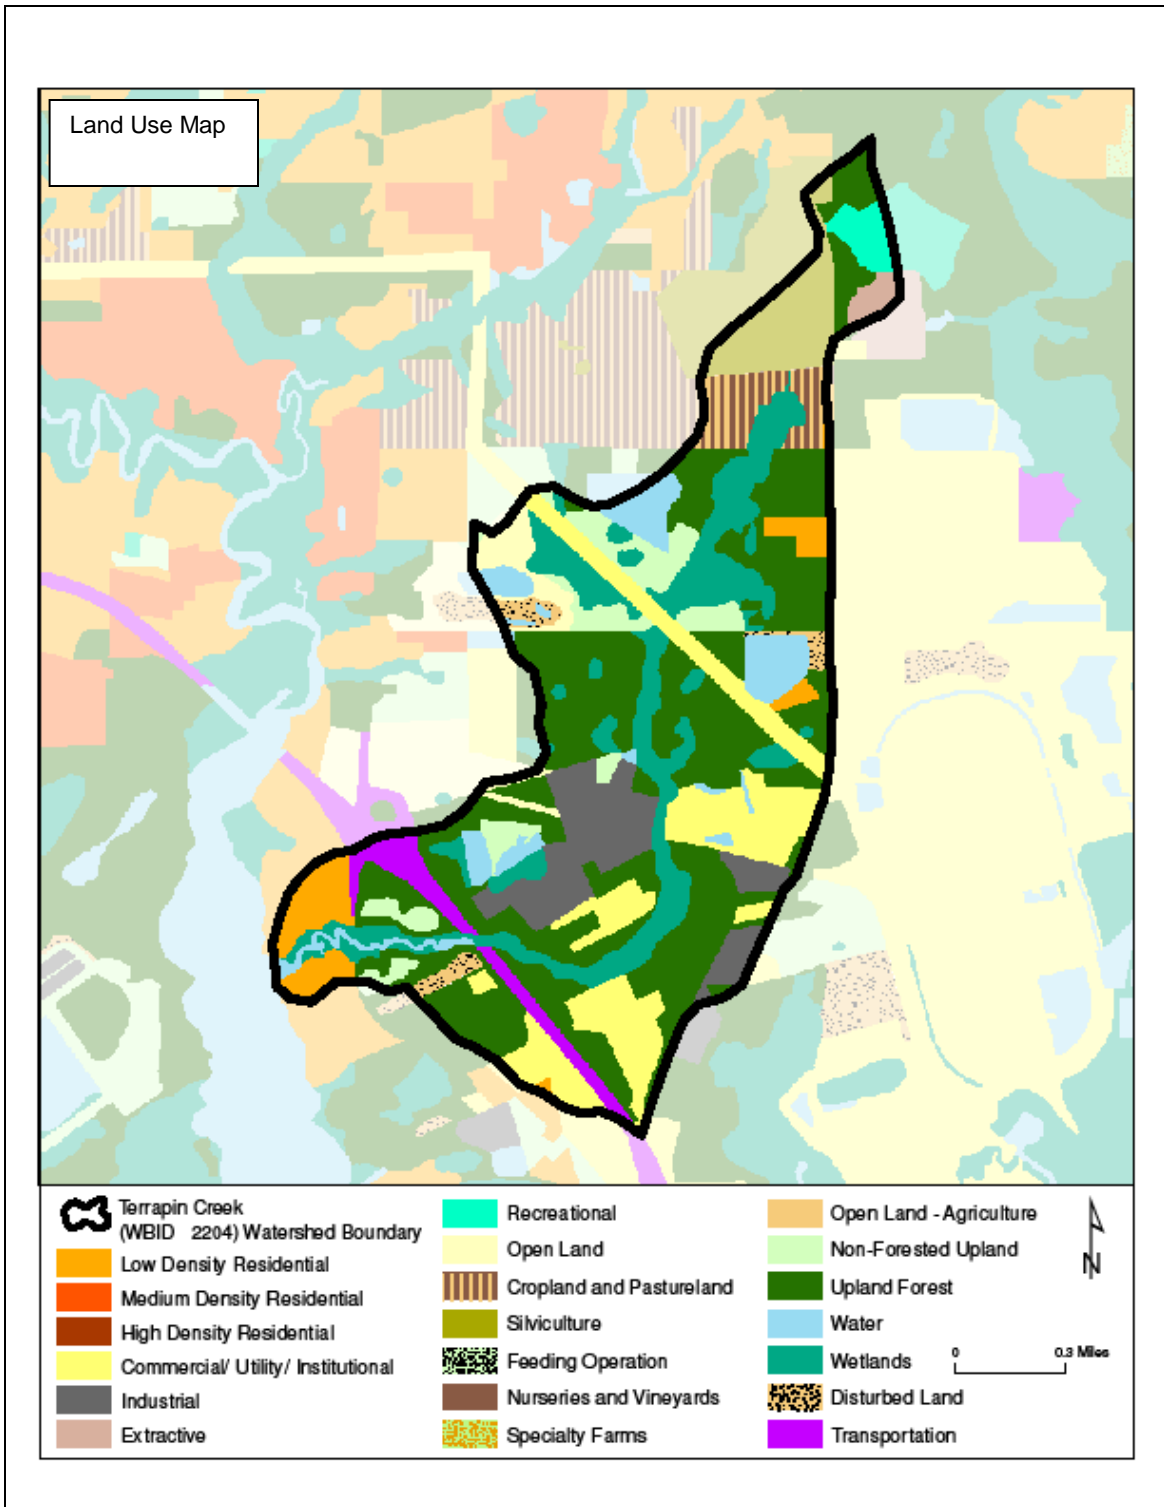 Land Use Map
Terrapin Creek
(WBID 2204) Watershed Boundary
Low Density Residential
Medium Density Residential
High Density Residential
Commercial/ Utility/ Institutional
Industrial
Extractive
Recreational
Open Land
Cropland and Pastureland
Silviculture
Feeding Operation
Nurseries and Vineyards
Specialty Farms
Open Land - Agriculture
Non-Forested Upland
Upland Forest
Water
Wetlands
Disturbed Land
Transportation
N
0 0.3 Miles